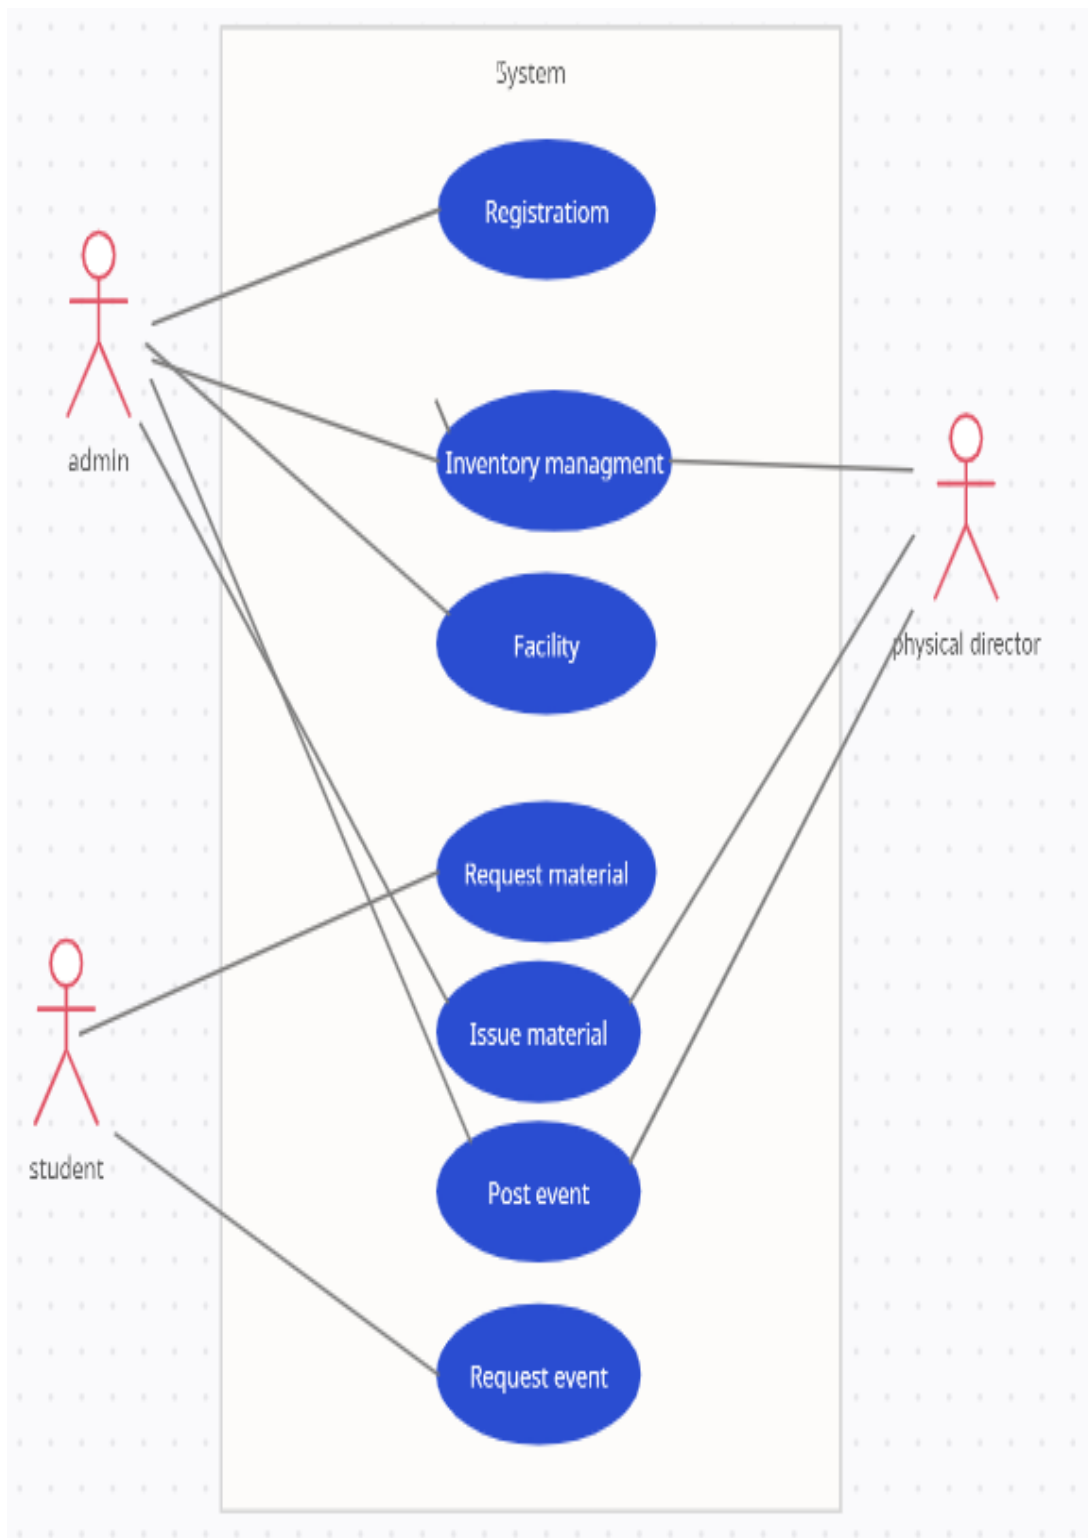 System
Registratiom
admin
Inventory managment
Facility
physical director
Request material
Issue material
student
Post event
Request event